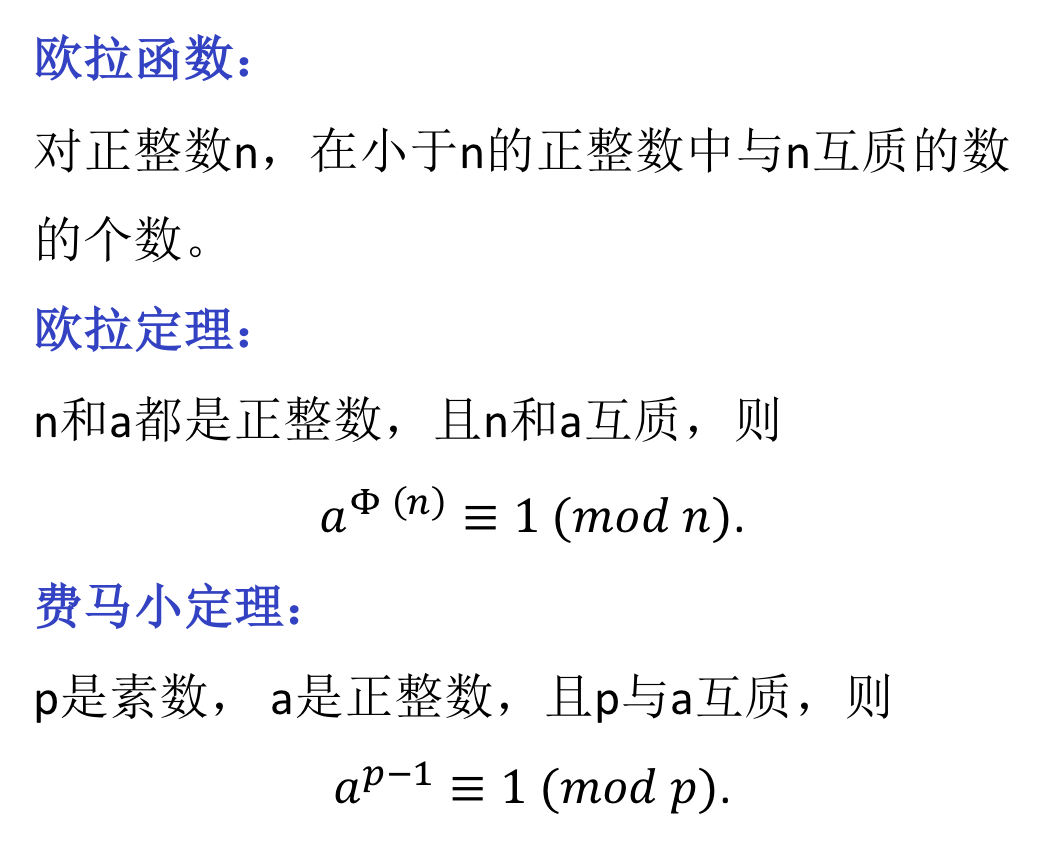 欧拉函数：
对正整数n，在小于n的正整数中与n互质的数
的个数。
欧拉定理：
n和a都是正整数，且n和a互质，则
a^Φ (n) ≡ 1 (mod n).
费马小定理：
p是素数， a是正整数，且p与a互质，则
a^{p−1} ≡ 1 (mod p).